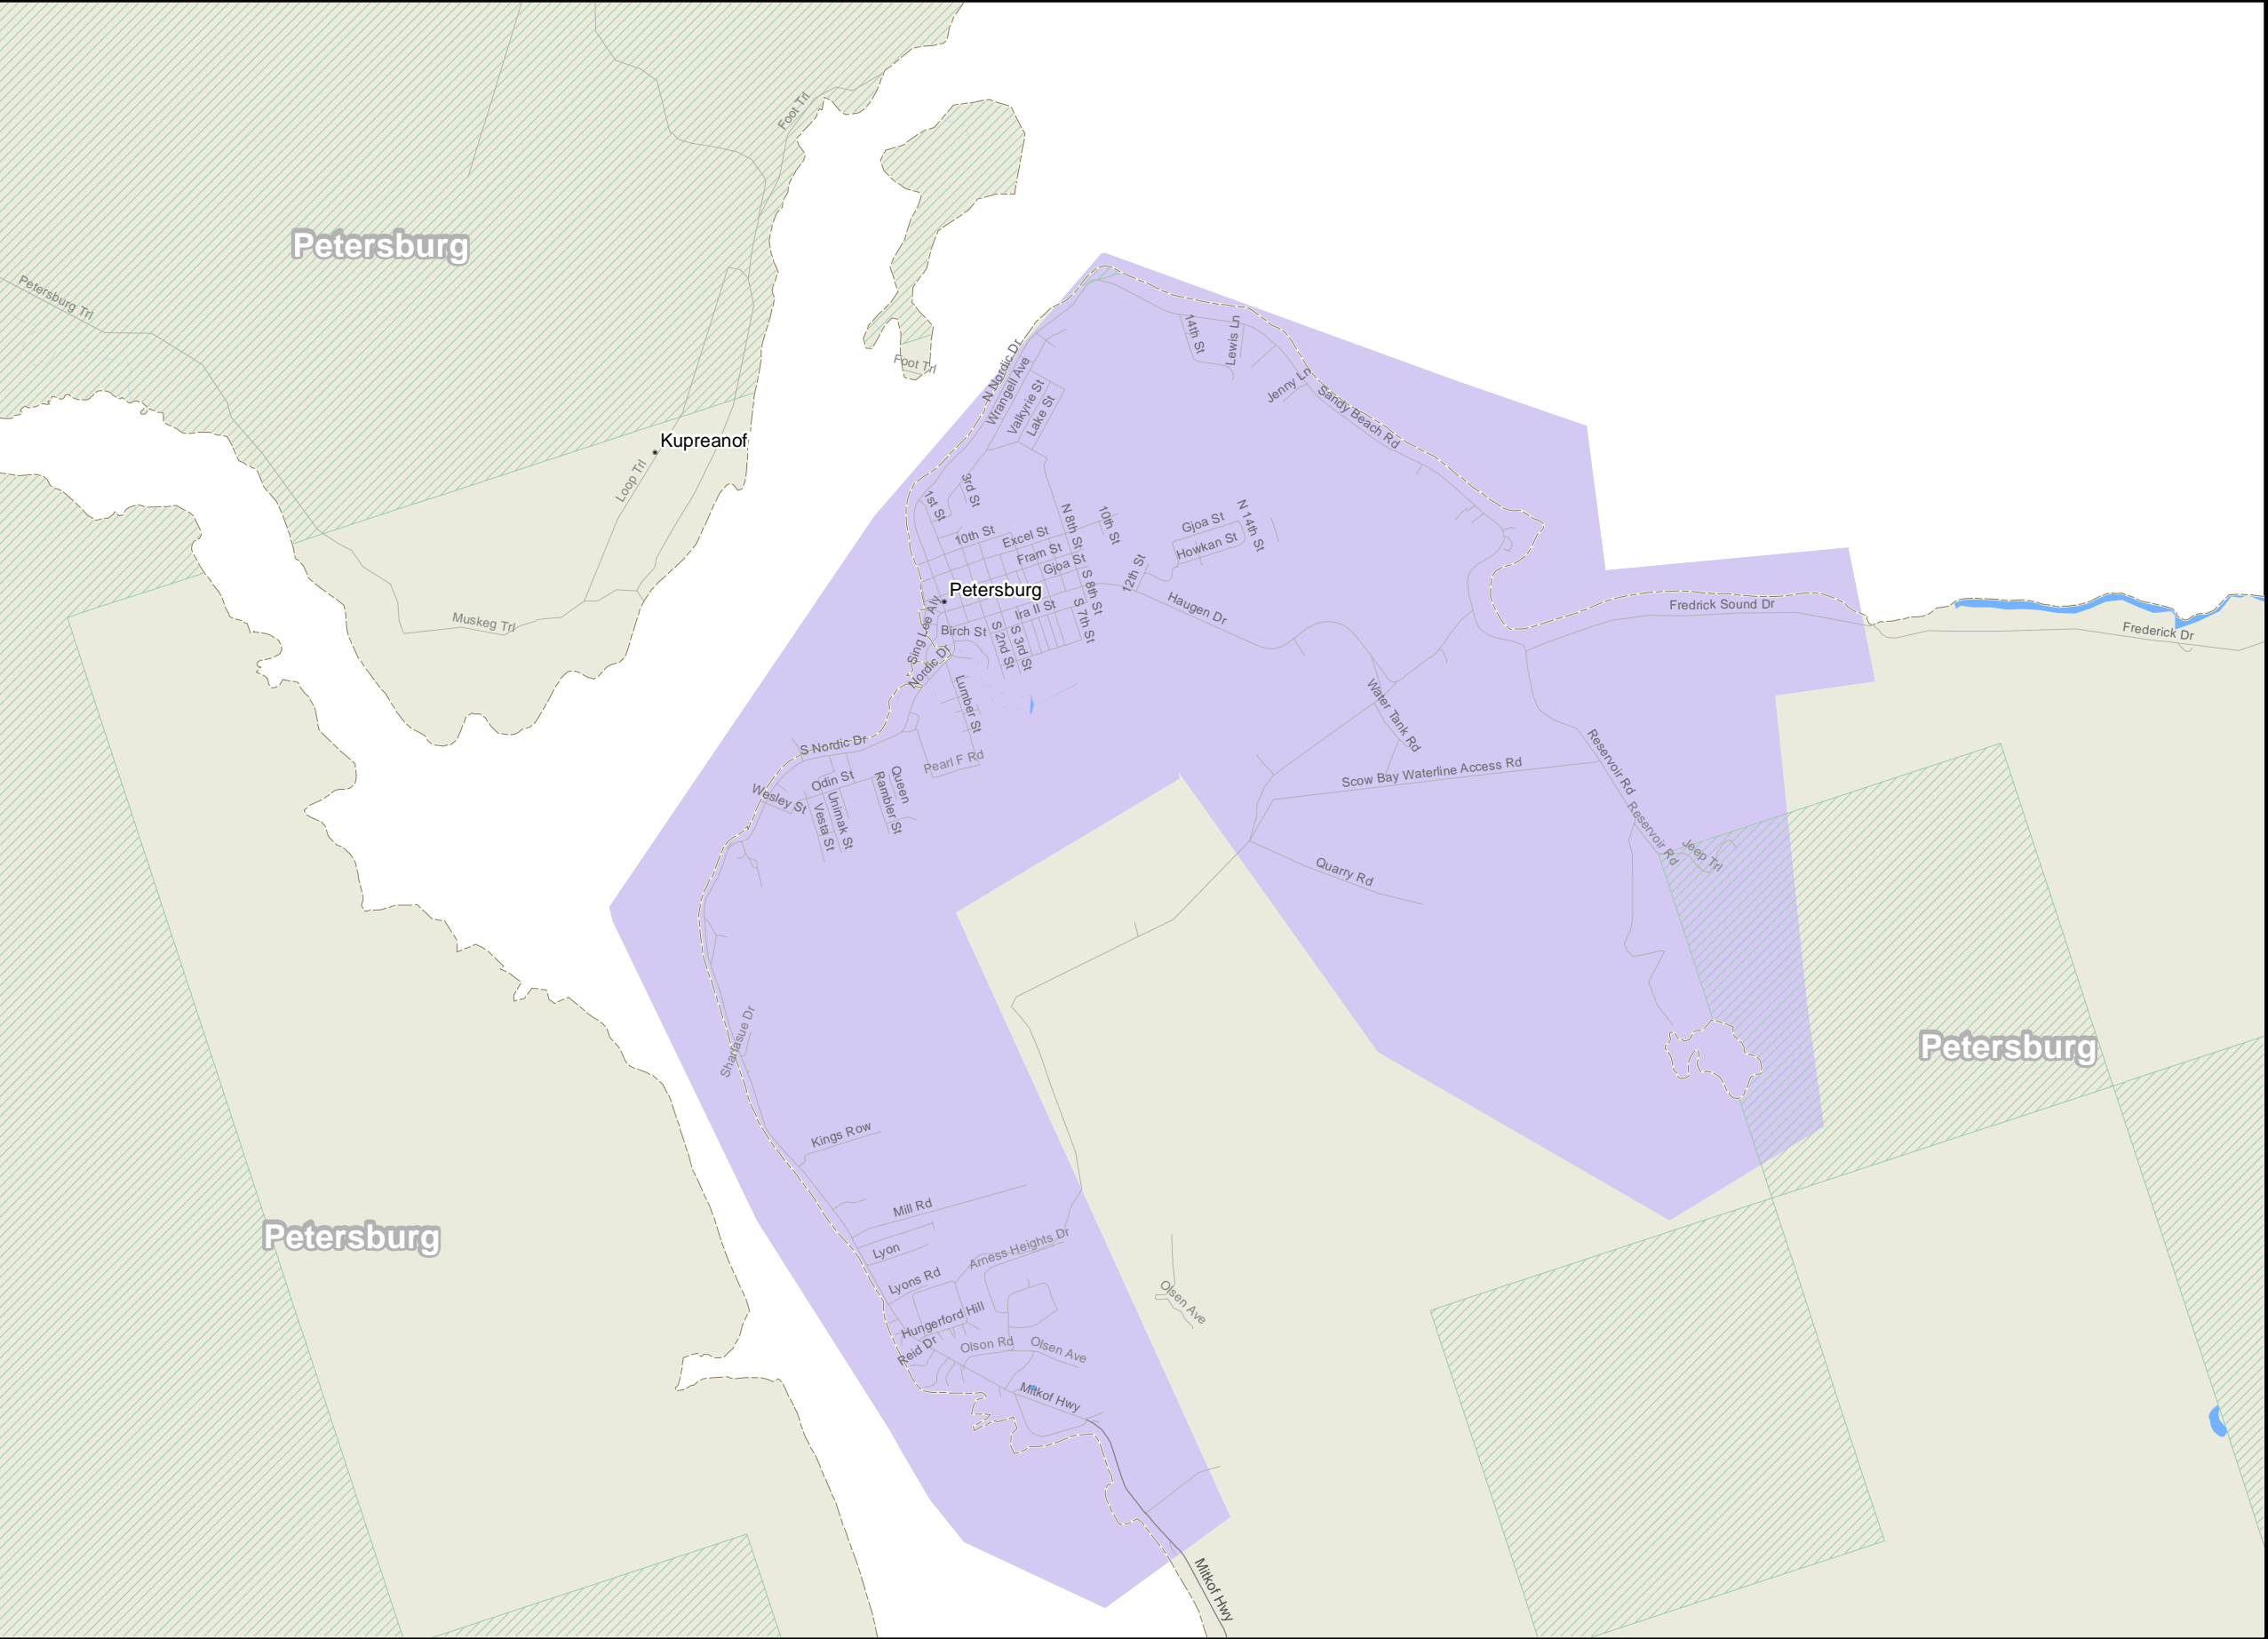 Foot Trl
Petersburg
Petersburg Trl
14th St
Lewis Ln
N Nordic Dr
Wrangell Ave
Foot Trl
Jenny Ln
Valkyrie St
Lake St
Sandy Beach Rd
Kupreanof
Loop Trl
3rd St
1st St
N 8th St
10th St
N 14th St
Gjoa St
10th St
Excel St
Howkan St
Fram St
Gjoa St
12th St
Petersburg
S 8th St
Haugen Dr
Fredrick Sound Dr
Ira II St
S 7th St
Muskeg Trl
Sing Lee Aly
Birch St
S 2nd St
S 3rd St
Frederick Dr
Nordic Dr
Lumber St
Water Tank Rd
S Nordic Dr
Reservoir Rd
Pearl F Rd
Odin St
Queen
Scow Bay Waterline Access Rd
Wesley St
Rambler St
Unimak St
Vesta St
Reservoir Rd
Jeep Trl
Quarry Rd
Sharlasue Dr
Petersburg
Kings Row
Mill Rd
Petersburg
Lyon
Arness Heights Dr
Lyons Rd
Olsen Ave
Hungerford Hill
Reid Dr
Olson Rd
Olsen Ave
Mitkof Hwy
Mitkof Hwy